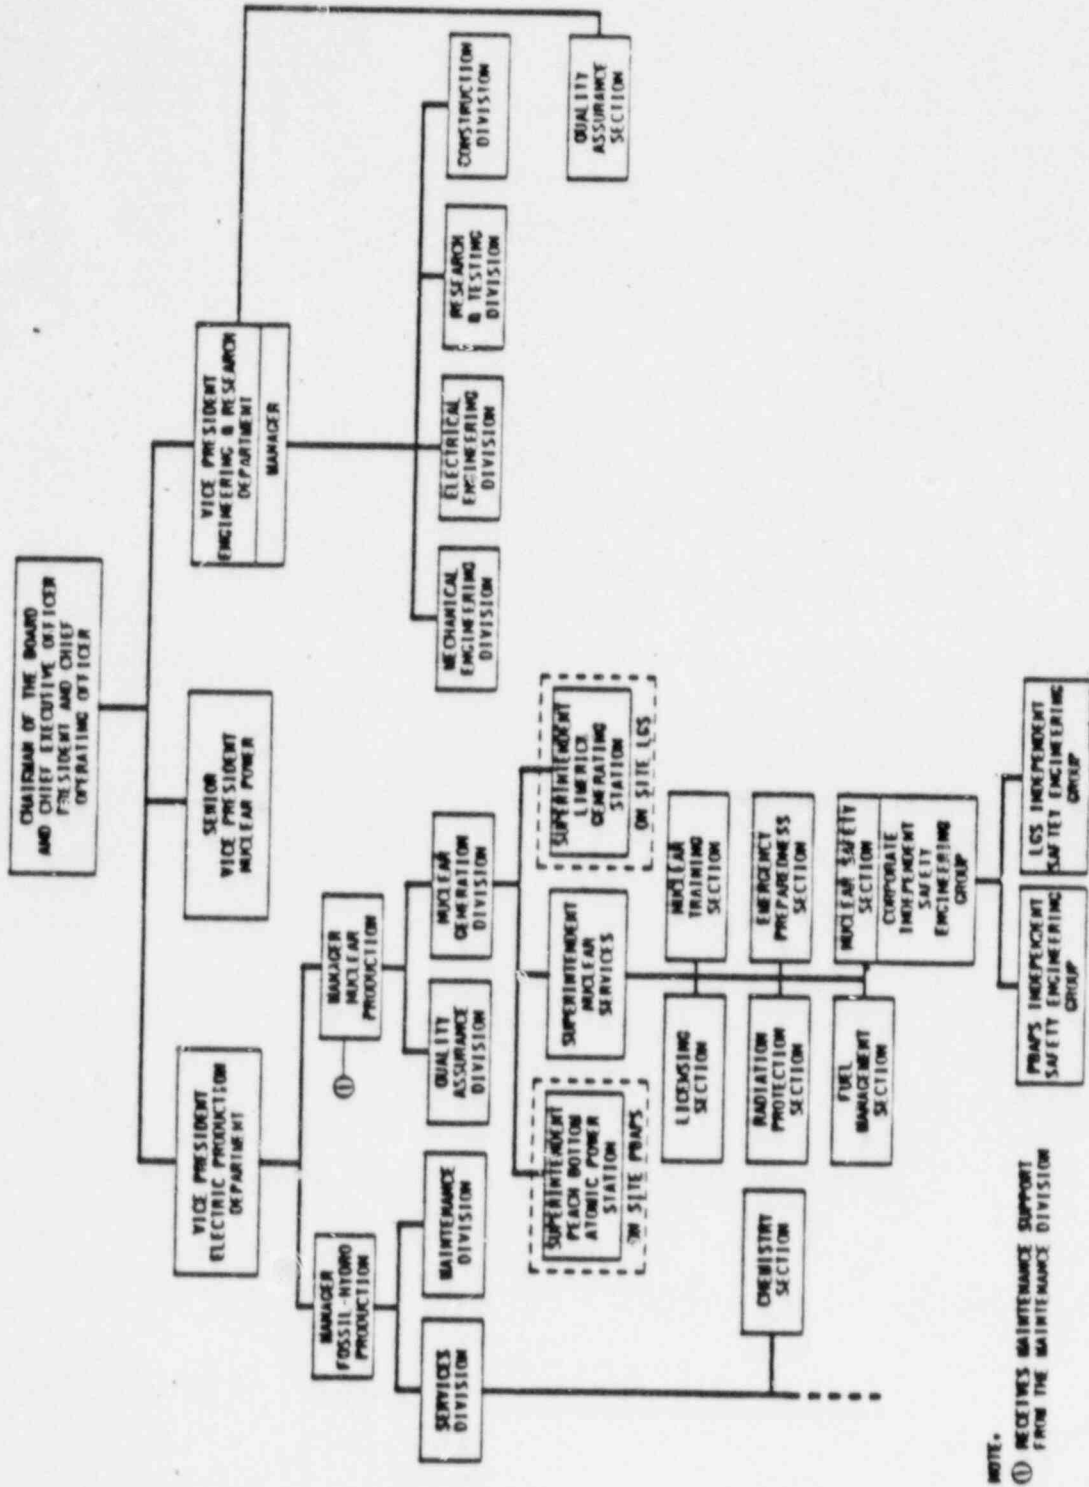 CHAIRMAN OF THE BOARD
AND CHIEF EXECUTIVE OFFICER
PRESIDENT AND CHIEF
OPERATING OFFICER
VICE PRESIDENT
ELECTRIC PRODUCTION
DEPARTMENT
SENIOR
VICE PRESIDENT
NUCLEAR POWER
VICE PRESIDENT
ENGINEERING & RESEARCH
DEPARTMENT
MANAGER
MANAGER
FOSSIL-HYDRO
PRODUCTION
①
MANAGER
NUCLEAR
PRODUCTION
SERVICES
DIVISION
MAINTENANCE
DIVISION
QUALITY
ASSURANCE
DIVISION
NUCLEAR
GENERATION
DIVISION
MECHANICAL
ENGINEERING
DIVISION
ELECTRICAL
ENGINEERING
DIVISION
RESEARCH
& TESTING
DIVISION
CONSTRUCTION
DIVISION
SUPERINTENDENT
PEACH BOTTOM
ATOMIC POWER
STATION
ON SITE PBAPS
SUPERINTENDENT
NUCLEAR
SERVICES
SUPERINTENDENT
LIMERICK
GENERATING
STATION
ON SITE LGS
QUALITY
ASSURANCE
SECTION
LICENSING
SECTION
NUCLEAR
TRAINING
SECTION
CHEMISTRY
SECTION
RADIATION
PROTECTION
SECTION
EMERGENCY
PREPAREDNESS
SECTION
FUEL
MANAGEMENT
SECTION
NUCLEAR SAFETY
SECTION
CORPORATE
INDEPENDENT
SAFETY
ENGINEERING
GROUP
PBAPS INDEPENDENT
SAFETY ENGINEERING
GROUP
LGS INDEPENDENT
SAFTEY ENGINEERING
GROUP
NOTE.
① RECEIVES MAINTENANCE SUPPORT
FROM THE MAINTENANCE DIVISION